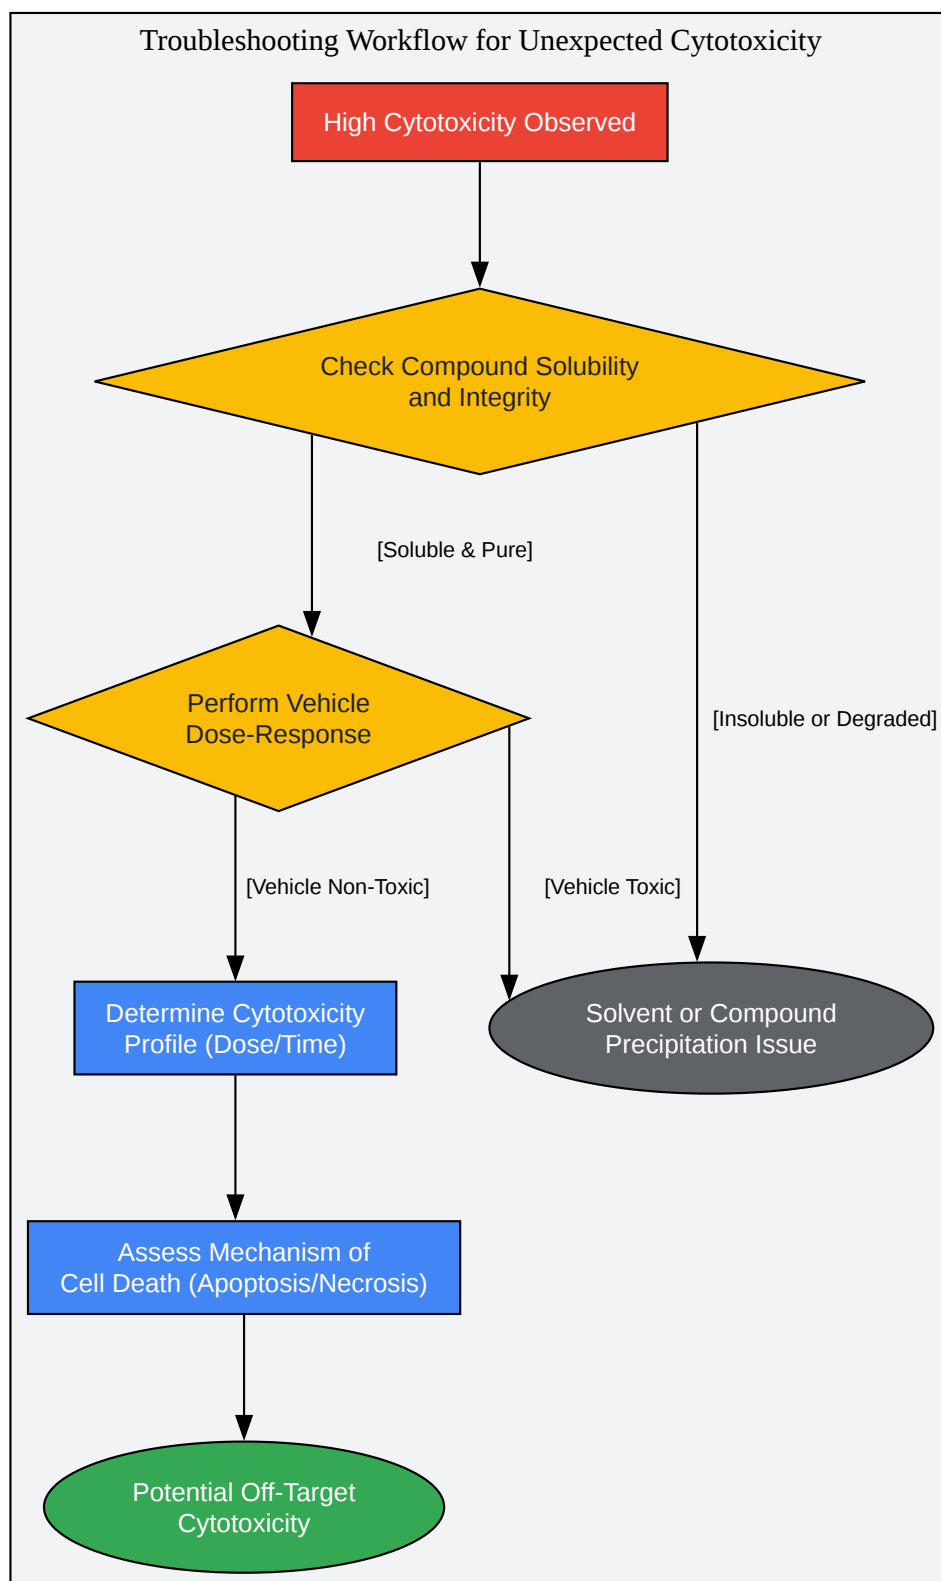 Troubleshooting Workflow for Unexpected Cytotoxicity
High Cytotoxicity Observed
Check Compound Solubility
and Integrity
[Soluble & Pure]
Perform Vehicle
Dose-Response
[Insoluble or Degraded]
[Vehicle Non-Toxic]
[Vehicle Toxic]
Determine Cytotoxicity
Profile (Dose/Time)
Solvent or Compound
Precipitation Issue
Assess Mechanism of
Cell Death (Apoptosis/Necrosis)
Potential Off-Target
Cytotoxicity